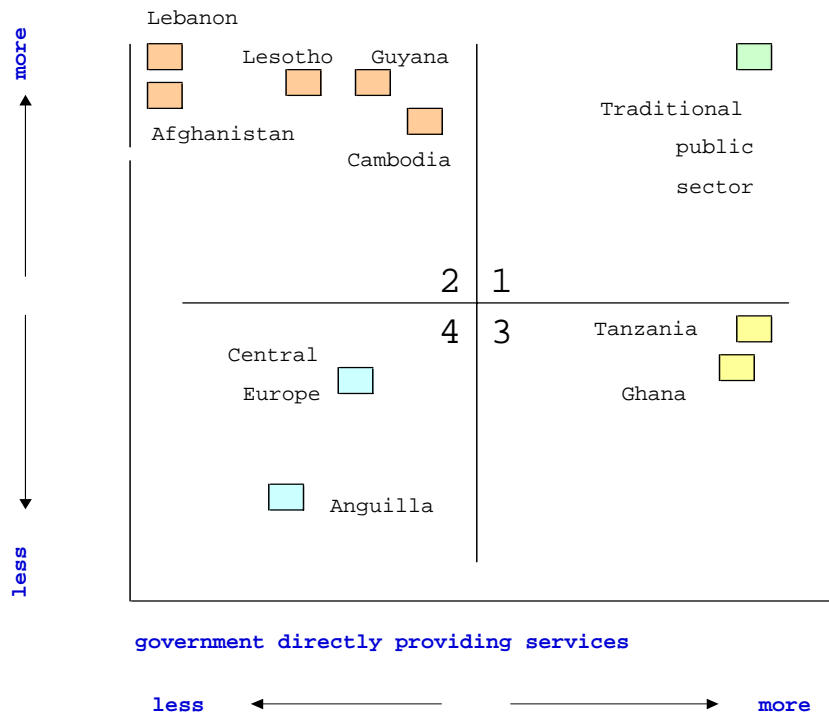 Lebanon
more
Lesotho
Guyana
Afghanistan
Cambodia
Traditional
public
sector
2
1
4
3
Tanzania
Central
Europe
Ghana
Anguilla
less
government directly providing services
less
more